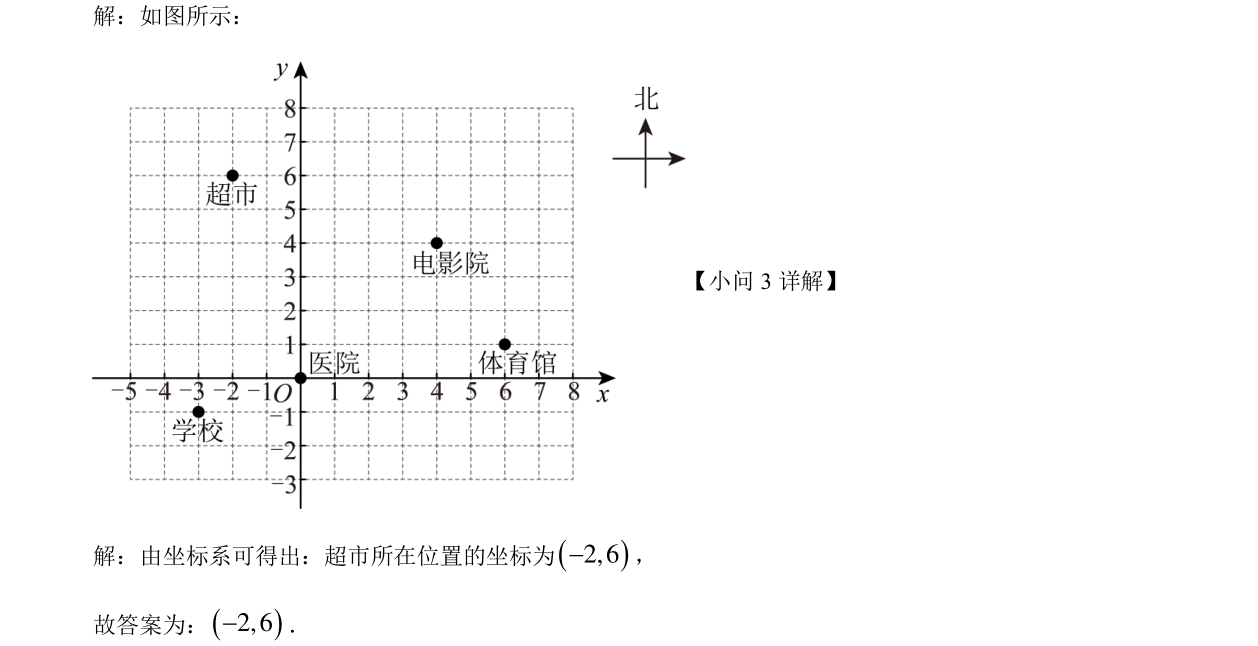 解：如图所示：
y
北
8
7
6
超市
5
4
电影院
3
【小问 3 详解】
2
1
医院
体育馆
−5 −4 −3 −2 −1 O 1 2 3 4 5 6 7 8 x
−1
学校
−2
−3
解：由坐标系可得出：超市所在位置的坐标为(−2,6)，
故答案为：(−2,6)．